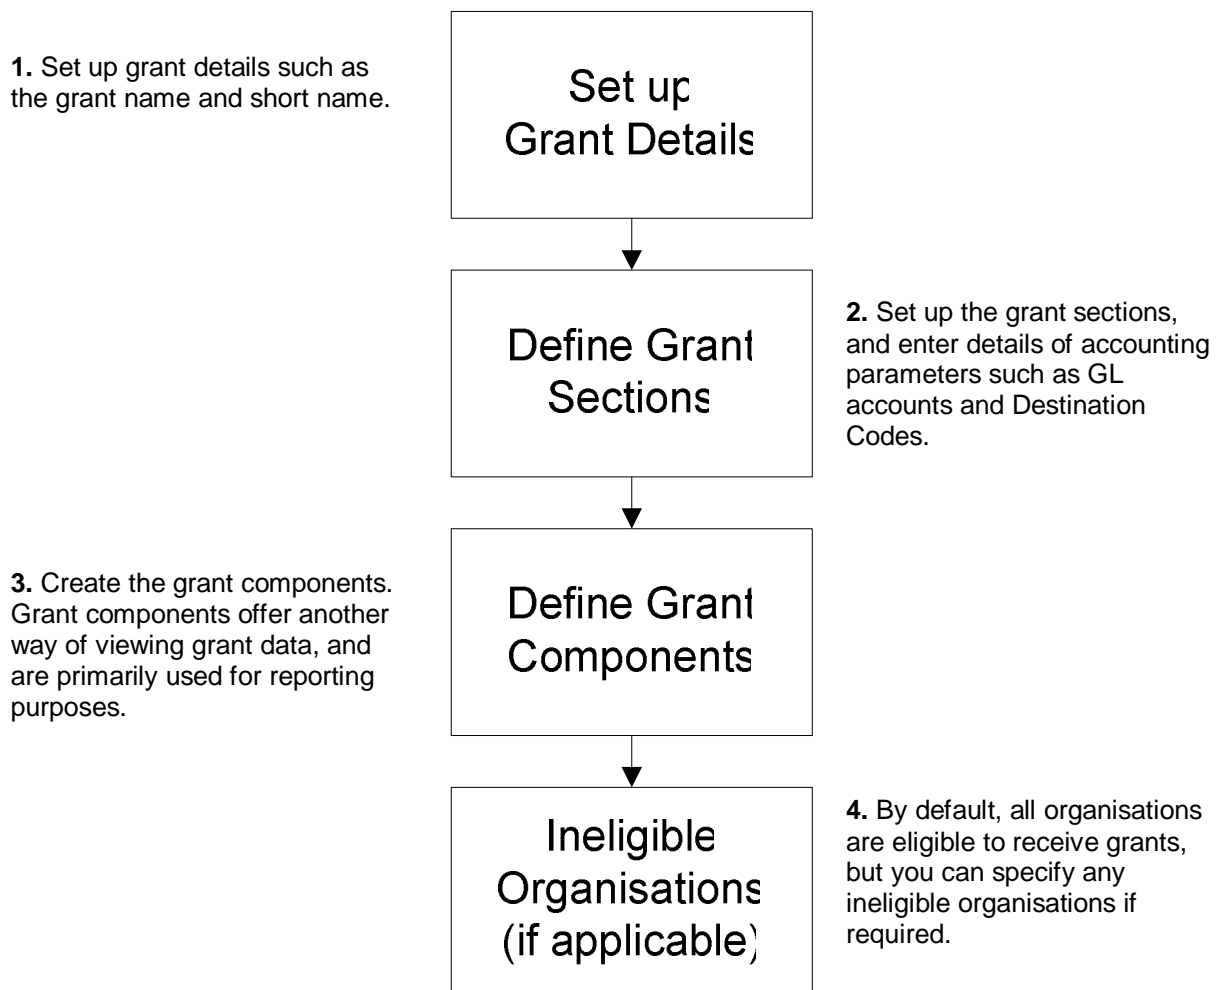 1. Set up grant details such as
the grant name and short name.
Set up
Grant Details
Define Grant
Sections
2. Set up the grant sections,
and enter details of accounting
parameters such as GL
accounts and Destination
Codes.
3. Create the grant components.
Grant components offer another
way of viewing grant data, and
are primarily used for reporting
purposes.
Define Grant
Components
Ineligible
Organisations
(if applicable)
4. By default, all organisations
are eligible to receive grants,
but you can specify any
ineligible organisations if
required.